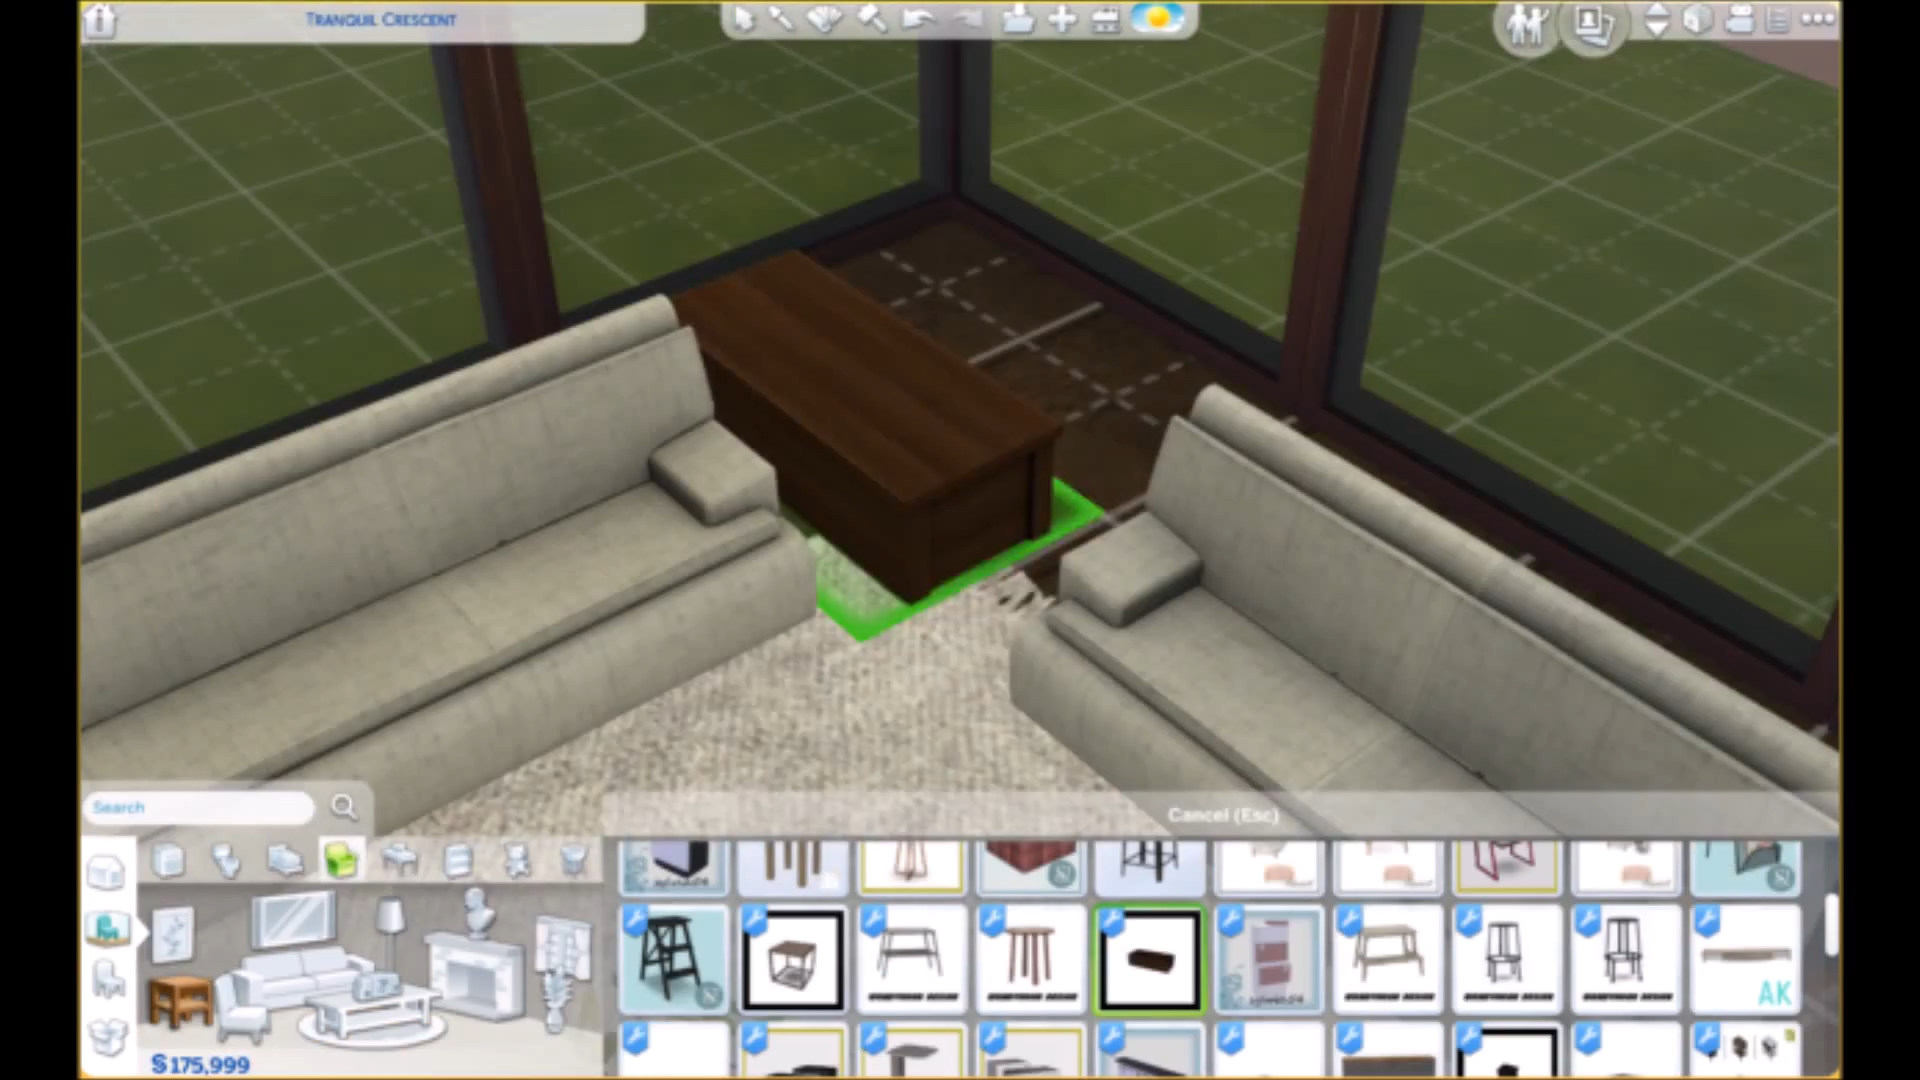 TRANQUIL CRESCENT
Search
Cancel (Esc)
AK
§175,999